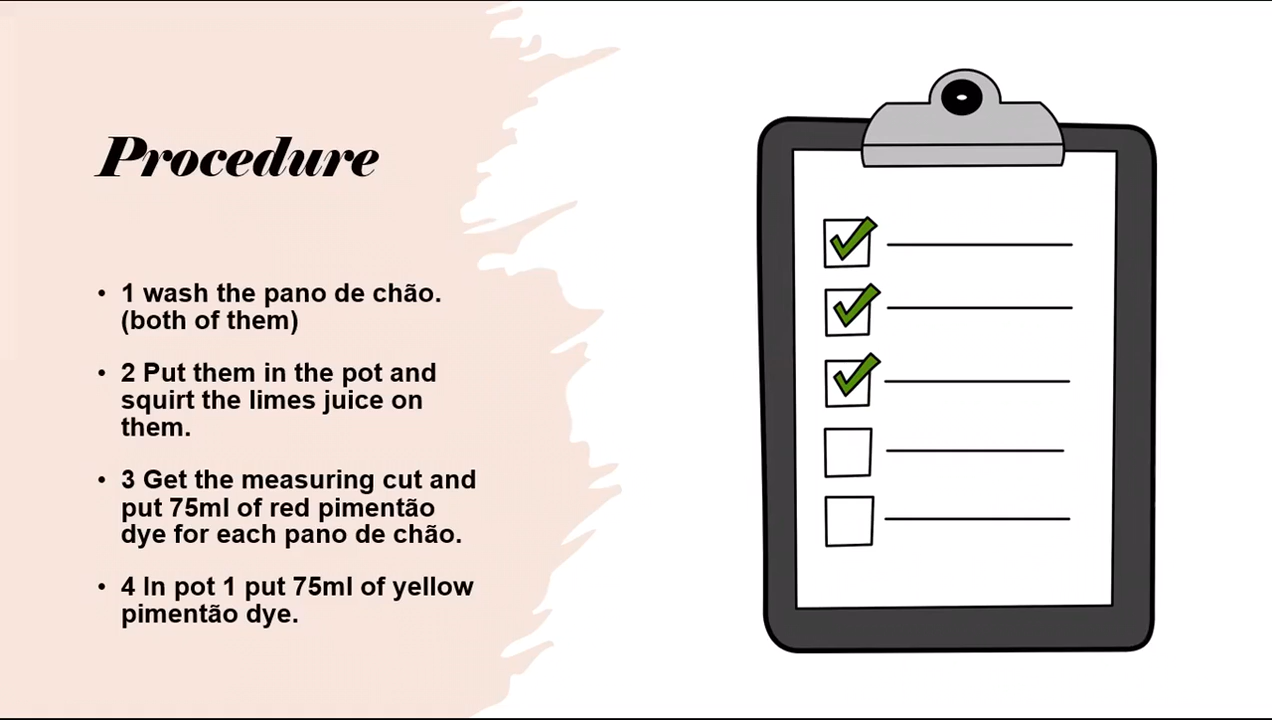 Procedure
• 1 wash the pano de chão.
(both of them)
• 2 Put them in the pot and
squirt the limes juice on
them.
• 3 Get the measuring cut and
put 75ml of red pimentão
dye for each pano de chão.
• 4 In pot 1 put 75ml of yellow
pimentão dye.